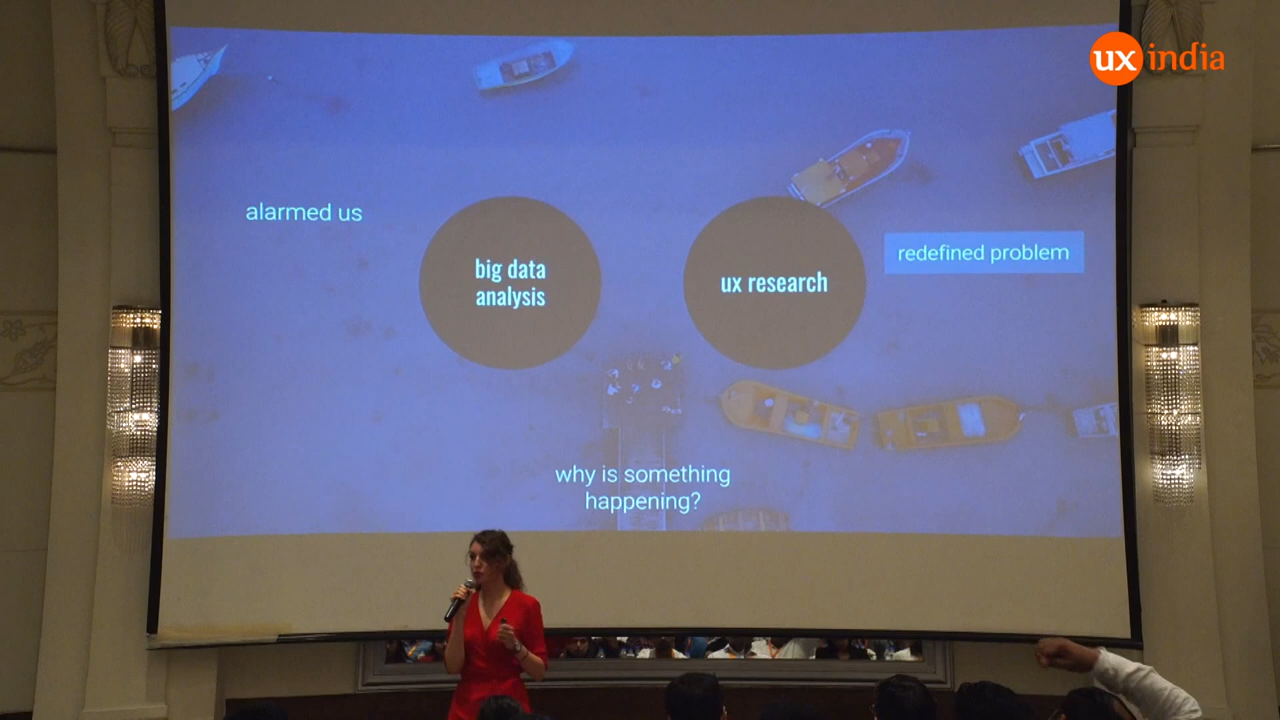 ux india
alarmed us
big data
analysis
ux research
redefined problem
why is something
happening?